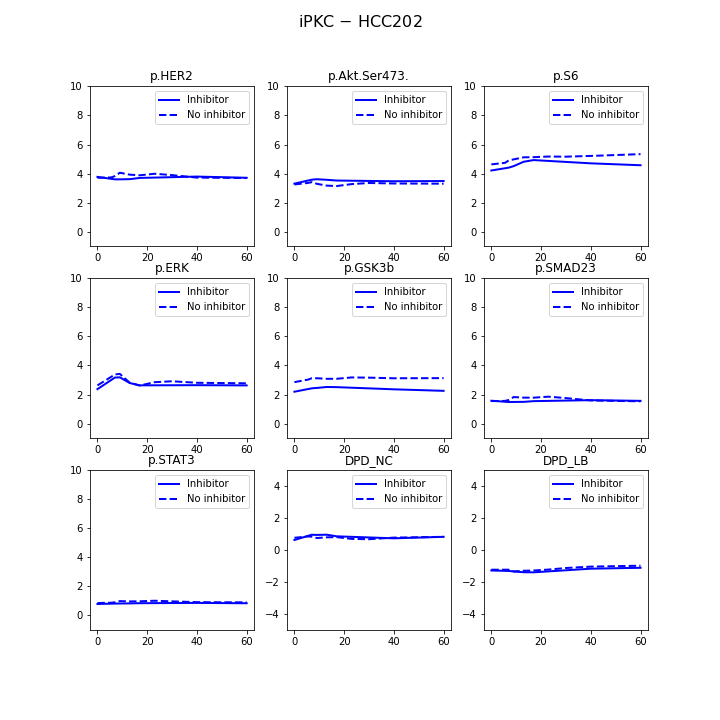 iPKC − HCC202
p.HER2
10
8
6
4
2
0
Inhibitor
No inhibitor
0 20 40 60
p.Akt.Ser473.
10
8
6
4
2
0
Inhibitor
No inhibitor
0 20 40 60
p.S6
10
8
6
4
2
0
Inhibitor
No inhibitor
0 20 40 60
p.ERK
10
8
6
4
2
0
Inhibitor
No inhibitor
0 20 40 60
p.GSK3b
10
8
6
4
2
0
Inhibitor
No inhibitor
0 20 40 60
p.SMAD23
10
8
6
4
2
0
Inhibitor
No inhibitor
0 20 40 60
p.STAT3
10
8
6
4
2
0
Inhibitor
No inhibitor
0 20 40 60
DPD_NC
4
2
0
−2
−4
Inhibitor
No inhibitor
0 20 40 60
DPD_LB
4
2
0
−2
−4
Inhibitor
No inhibitor
0 20 40 60